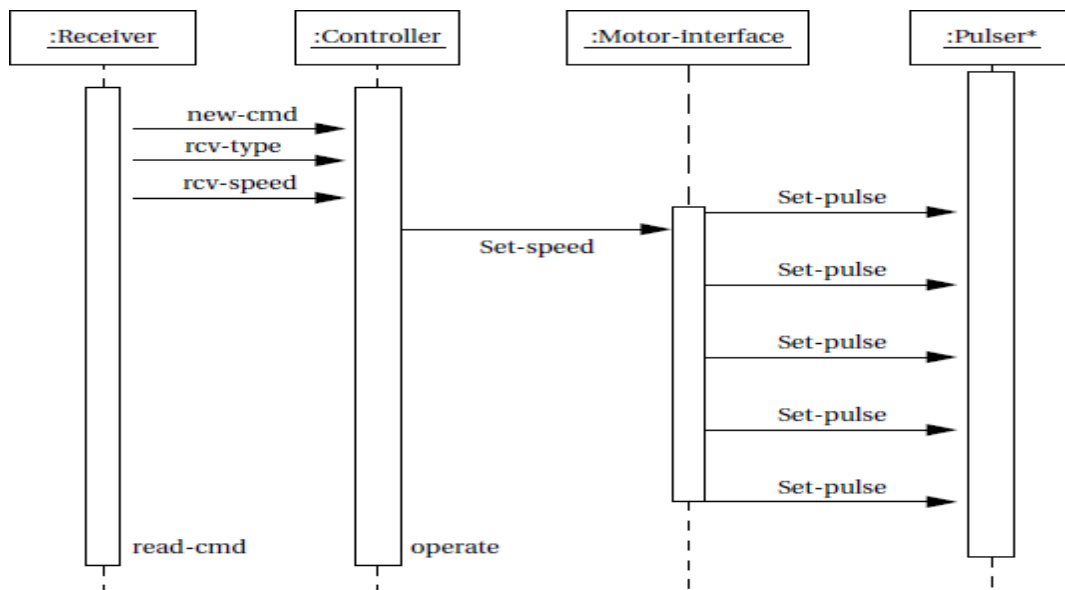 :Receiver
:Controller
:Motor-interface
:Pulser*
new-cmd
rcv-type
rcv-speed
Set-speed
Set-pulse
Set-pulse
Set-pulse
Set-pulse
Set-pulse
read-cmd
operate